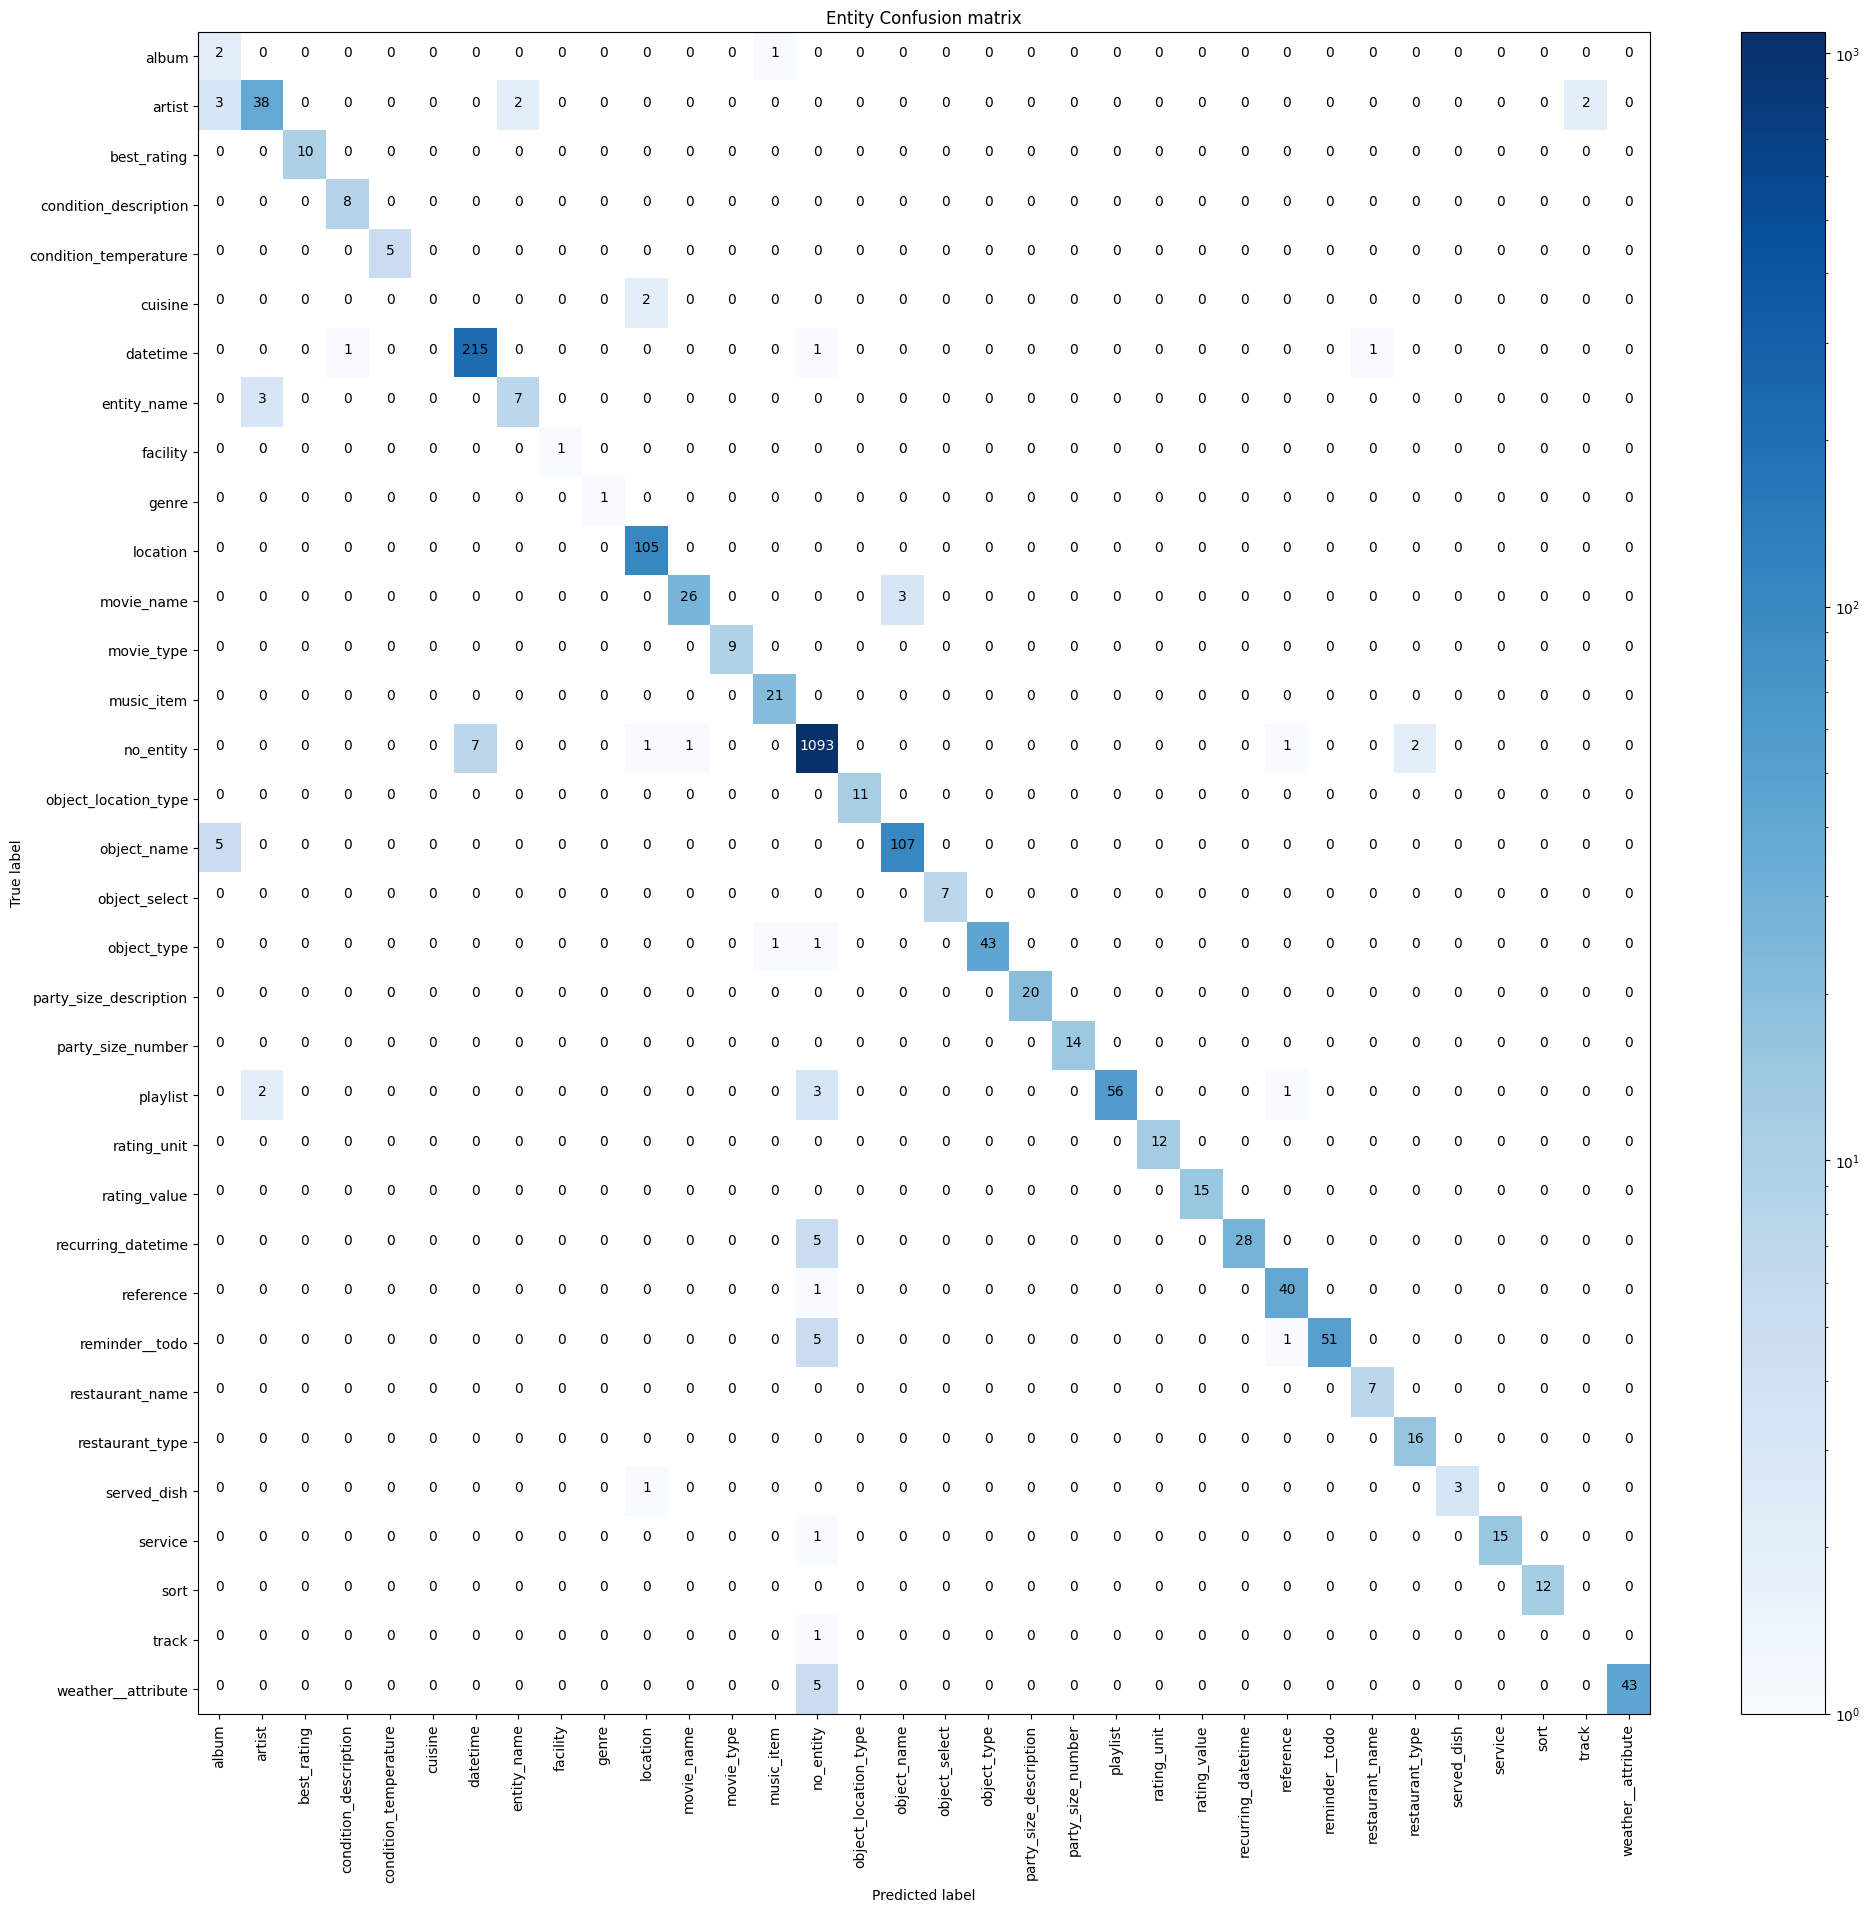 Entity Confusion matrix
album 2 0 0 0 0 0 0 0 0 0 0 0 0 1 0 0 0 0 0 0 0 0 0 0 0 0 0 0 0 0 0 0 0 0
artist 3 38 0 0 0 0 0 2 0 0 0 0 0 0 0 0 0 0 0 0 0 0 0 0 0 0 0 0 0 0 0 0 2 0
best_rating 0 0 10 0 0 0 0 0 0 0 0 0 0 0 0 0 0 0 0 0 0 0 0 0 0 0 0 0 0 0 0 0 0 0
condition_description 0 0 0 8 0 0 0 0 0 0 0 0 0 0 0 0 0 0 0 0 0 0 0 0 0 0 0 0 0 0 0 0 0 0
condition_temperature 0 0 0 0 5 0 0 0 0 0 0 0 0 0 0 0 0 0 0 0 0 0 0 0 0 0 0 0 0 0 0 0 0 0
cuisine 0 0 0 0 0 0 0 0 0 0 2 0 0 0 0 0 0 0 0 0 0 0 0 0 0 0 0 0 0 0 0 0 0 0
datetime 0 0 0 1 0 0 215 0 0 0 0 0 0 0 1 0 0 0 0 0 0 0 0 0 0 0 0 1 0 0 0 0 0 0
entity_name 0 3 0 0 0 0 0 7 0 0 0 0 0 0 0 0 0 0 0 0 0 0 0 0 0 0 0 0 0 0 0 0 0 0
facility 0 0 0 0 0 0 0 0 1 0 0 0 0 0 0 0 0 0 0 0 0 0 0 0 0 0 0 0 0 0 0 0 0 0
genre 0 0 0 0 0 0 0 0 0 1 0 0 0 0 0 0 0 0 0 0 0 0 0 0 0 0 0 0 0 0 0 0 0 0
location 0 0 0 0 0 0 0 0 0 0 105 0 0 0 0 0 0 0 0 0 0 0 0 0 0 0 0 0 0 0 0 0 0 0
movie_name 0 0 0 0 0 0 0 0 0 0 0 26 0 0 0 0 3 0 0 0 0 0 0 0 0 0 0 0 0 0 0 0 0 0
movie_type 0 0 0 0 0 0 0 0 0 0 0 0 9 0 0 0 0 0 0 0 0 0 0 0 0 0 0 0 0 0 0 0 0 0
music_item 0 0 0 0 0 0 0 0 0 0 0 0 0 21 0 0 0 0 0 0 0 0 0 0 0 0 0 0 0 0 0 0 0 0
no_entity 0 0 0 0 0 0 7 0 0 0 1 1 0 0 1093 0 0 0 0 0 0 0 0 0 0 1 0 0 2 0 0 0 0 0
object_location_type 0 0 0 0 0 0 0 0 0 0 0 0 0 0 0 11 0 0 0 0 0 0 0 0 0 0 0 0 0 0 0 0 0 0
object_name 5 0 0 0 0 0 0 0 0 0 0 0 0 0 0 0 107 0 0 0 0 0 0 0 0 0 0 0 0 0 0 0 0 0
object_select 0 0 0 0 0 0 0 0 0 0 0 0 0 0 0 0 0 7 0 0 0 0 0 0 0 0 0 0 0 0 0 0 0 0
object_type 0 0 0 0 0 0 0 0 0 0 0 0 0 1 1 0 0 0 43 0 0 0 0 0 0 0 0 0 0 0 0 0 0 0
party_size_description 0 0 0 0 0 0 0 0 0 0 0 0 0 0 0 0 0 0 0 20 0 0 0 0 0 0 0 0 0 0 0 0 0 0
party_size_number 0 0 0 0 0 0 0 0 0 0 0 0 0 0 0 0 0 0 0 0 14 0 0 0 0 0 0 0 0 0 0 0 0 0
playlist 0 2 0 0 0 0 0 0 0 0 0 0 0 0 3 0 0 0 0 0 0 56 0 0 0 1 0 0 0 0 0 0 0 0
rating_unit 0 0 0 0 0 0 0 0 0 0 0 0 0 0 0 0 0 0 0 0 0 0 12 0 0 0 0 0 0 0 0 0 0 0
rating_value 0 0 0 0 0 0 0 0 0 0 0 0 0 0 0 0 0 0 0 0 0 0 0 15 0 0 0 0 0 0 0 0 0 0
recurring_datetime 0 0 0 0 0 0 0 0 0 0 0 0 0 0 5 0 0 0 0 0 0 0 0 0 28 0 0 0 0 0 0 0 0 0
reference 0 0 0 0 0 0 0 0 0 0 0 0 0 0 1 0 0 0 0 0 0 0 0 0 0 40 0 0 0 0 0 0 0 0
reminder__todo 0 0 0 0 0 0 0 0 0 0 0 0 0 0 5 0 0 0 0 0 0 0 0 0 0 1 51 0 0 0 0 0 0 0
restaurant_name 0 0 0 0 0 0 0 0 0 0 0 0 0 0 0 0 0 0 0 0 0 0 0 0 0 0 0 7 0 0 0 0 0 0
restaurant_type 0 0 0 0 0 0 0 0 0 0 0 0 0 0 0 0 0 0 0 0 0 0 0 0 0 0 0 0 16 0 0 0 0 0
served_dish 0 0 0 0 0 0 0 0 0 0 1 0 0 0 0 0 0 0 0 0 0 0 0 0 0 0 0 0 0 3 0 0 0 0
service 0 0 0 0 0 0 0 0 0 0 0 0 0 0 1 0 0 0 0 0 0 0 0 0 0 0 0 0 0 0 15 0 0 0
sort 0 0 0 0 0 0 0 0 0 0 0 0 0 0 0 0 0 0 0 0 0 0 0 0 0 0 0 0 0 0 0 12 0 0
track 0 0 0 0 0 0 0 0 0 0 0 0 0 0 1 0 0 0 0 0 0 0 0 0 0 0 0 0 0 0 0 0 0 0
weather__attribute 0 0 0 0 0 0 0 0 0 0 0 0 0 0 5 0 0 0 0 0 0 0 0 0 0 0 0 0 0 0 0 0 0 43
True label
album
artist
best_rating
condition_description
condition_temperature
cuisine
datetime
entity_name
facility
genre
location
movie_name
movie_type
music_item
no_entity
object_location_type
object_name
object_select
object_type
party_size_description
party_size_number
playlist
rating_unit
rating_value
recurring_datetime
reference
reminder__todo
restaurant_name
restaurant_type
served_dish
service
sort
track
weather__attribute
Predicted label
10³
10²
10¹
10⁰